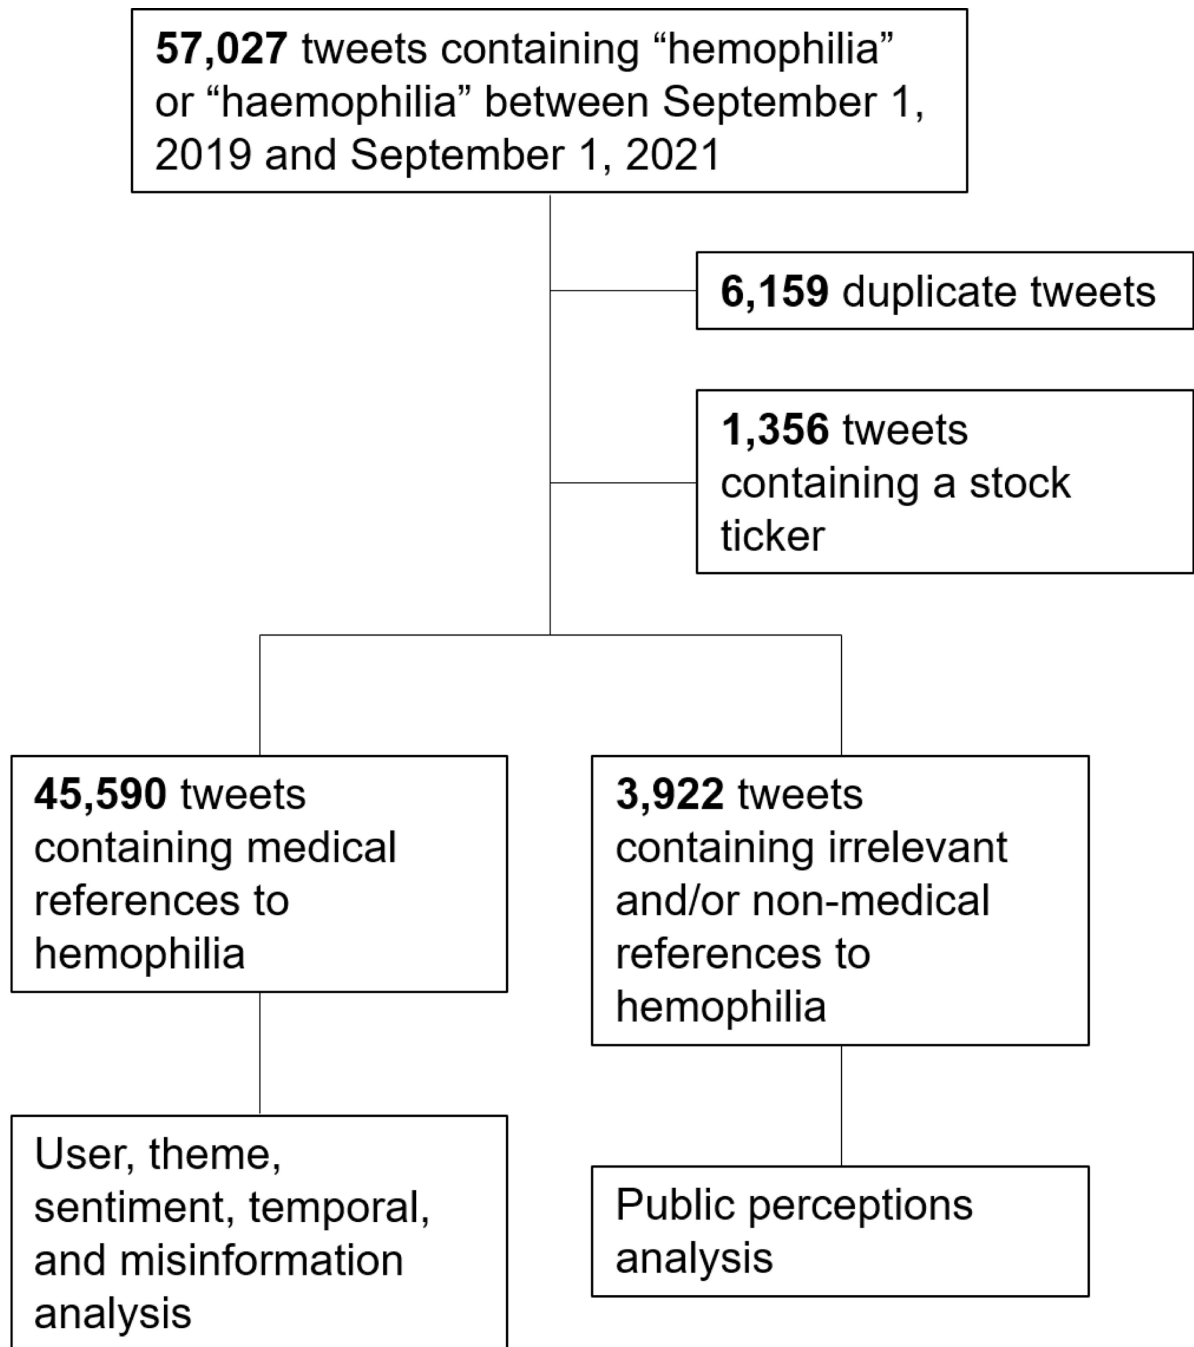 57,027 tweets containing “hemophilia”
or “haemophilia” between September 1,
2019 and September 1, 2021
6,159 duplicate tweets
1,356 tweets
containing a stock
ticker
45,590 tweets
containing medical
references to
hemophilia
3,922 tweets
containing irrelevant
and/or non-medical
references to
hemophilia
User, theme,
sentiment, temporal,
and misinformation
analysis
Public perceptions
analysis